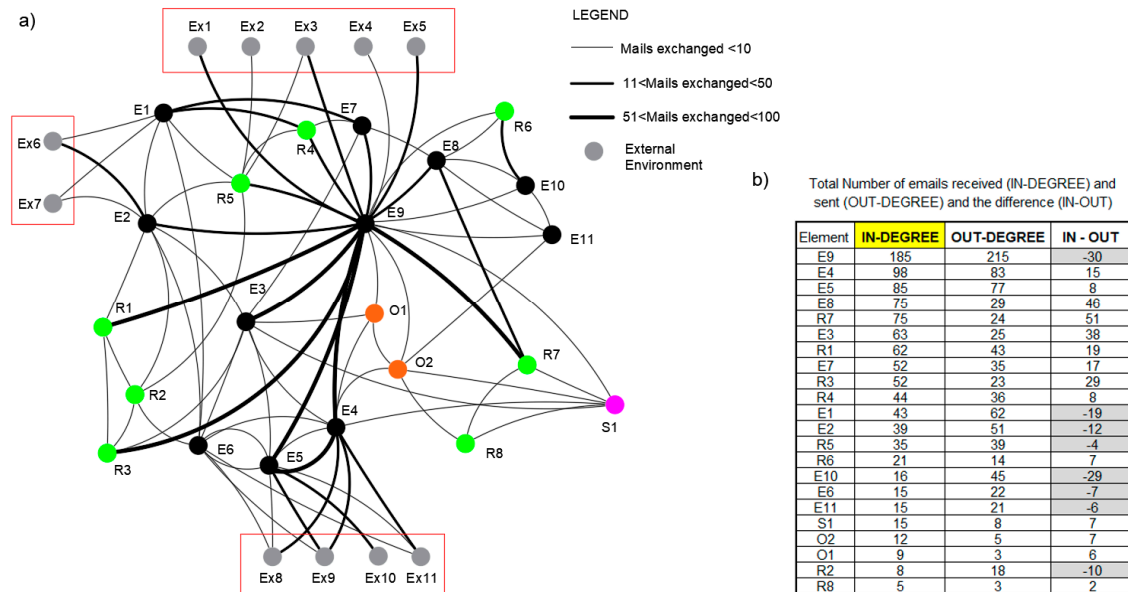 a)
Ex1 Ex2 Ex3 Ex4 Ex5
LEGEND
Mails exchanged <10
11<Mails exchanged<50
51<Mails exchanged<100
External
Environment
E1
E7
R6
R4
E8
Ex6
R5
E10
Ex7
E2
E9
E11
E3
R1
O1
R7
O2
R2
E4
S1
R3
E6
E5
R8
Ex8 Ex9 Ex10 Ex11
b)
Total Number of emails received (IN-DEGREE) and
sent (OUT-DEGREE) and the difference (IN-OUT)
Element IN-DEGREE OUT-DEGREE IN - OUT
E9 185 215 -30
E4 98 83 15
E5 85 77 8
E8 75 29 46
R7 75 24 51
E3 63 25 38
R1 62 43 19
E7 52 35 17
R3 52 23 29
R4 44 36 8
E1 43 62 -19
E2 39 51 -12
R5 35 39 -4
R6 21 14 7
E10 16 45 -29
E6 15 22 -7
E11 15 21 -6
S1 15 8 7
O2 12 5 7
O1 9 3 6
R2 8 18 -10
R8 5 3 2